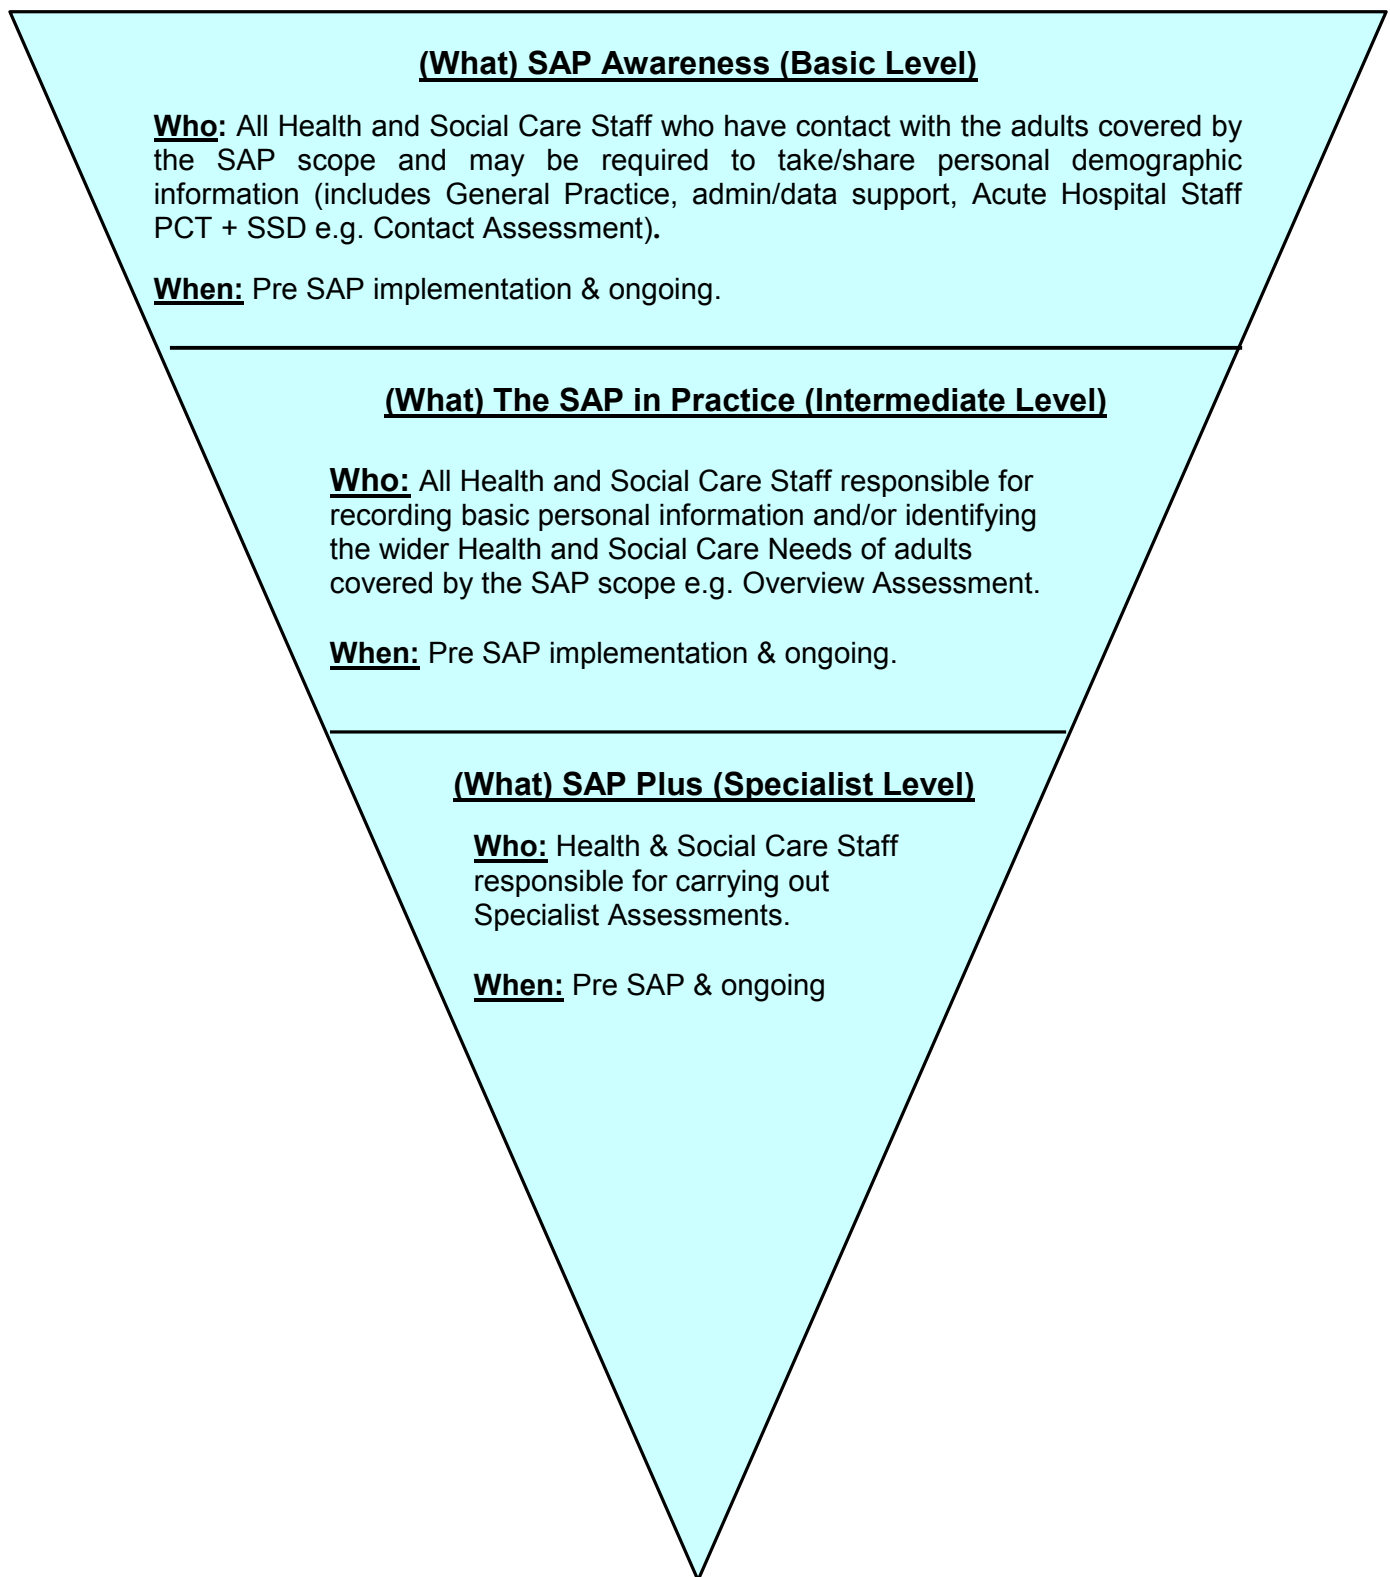 (What) SAP Awareness (Basic Level)
Who: All Health and Social Care Staff who have contact with the adults covered by
the SAP scope and may be required to take/share personal demographic
information (includes General Practice, admin/data support, Acute Hospital Staff
PCT + SSD e.g. Contact Assessment).
When: Pre SAP implementation & ongoing.
(What) The SAP in Practice (Intermediate Level)
Who: All Health and Social Care Staff responsible for
recording basic personal information and/or identifying
the wider Health and Social Care Needs of adults
covered by the SAP scope e.g. Overview Assessment.
When: Pre SAP implementation & ongoing.
(What) SAP Plus (Specialist Level)
Who: Health & Social Care Staff
responsible for carrying out
Specialist Assessments.
When: Pre SAP & ongoing